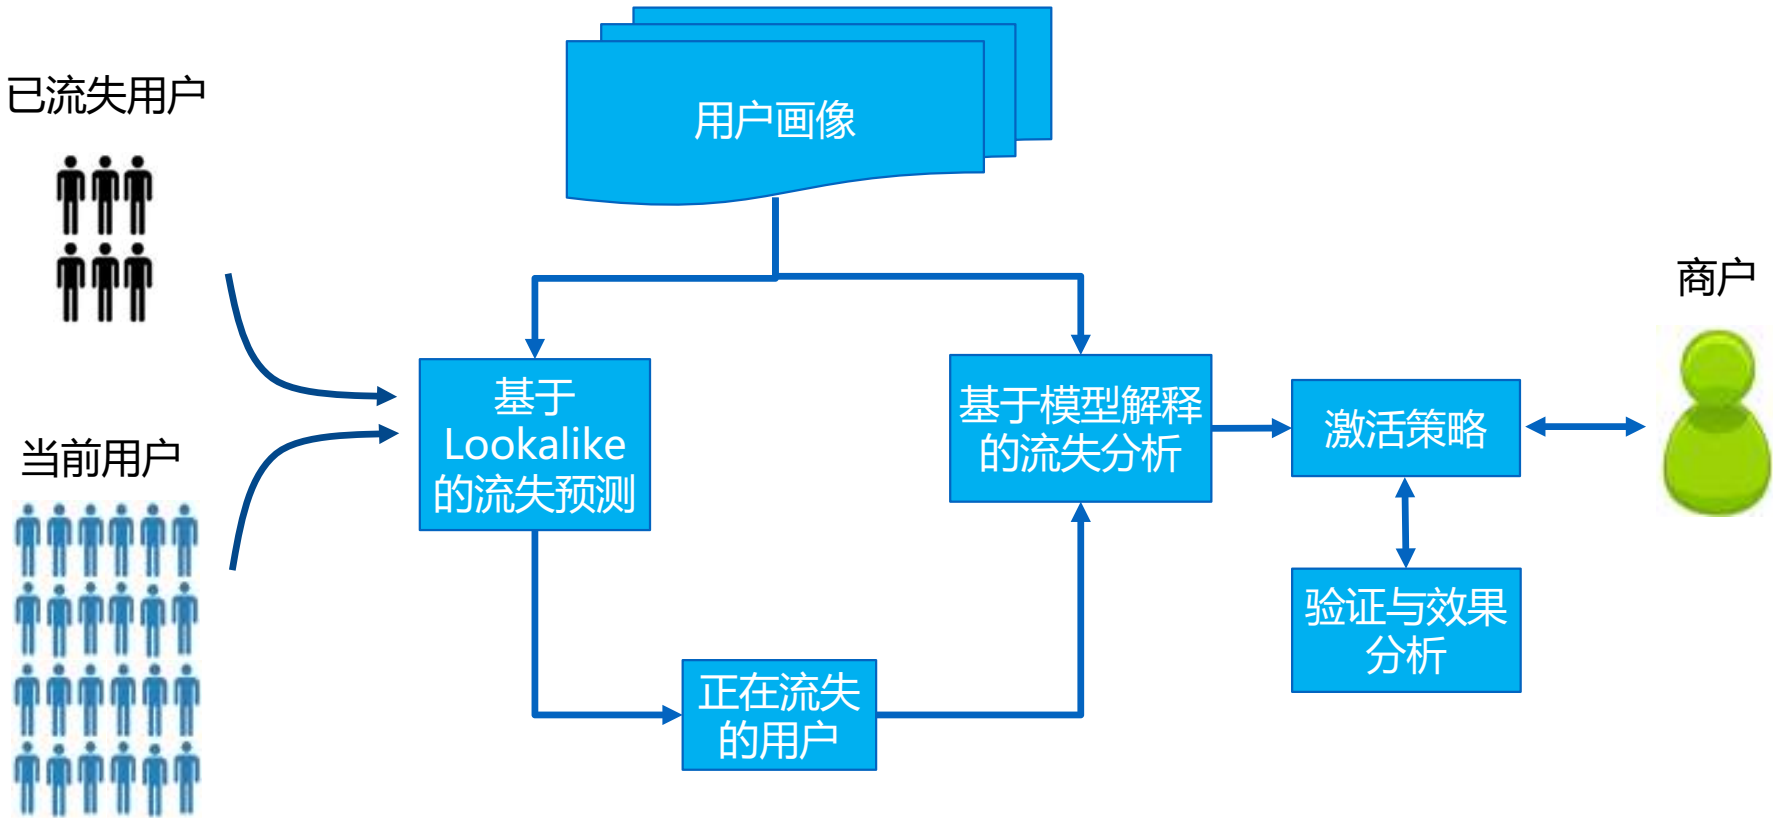 用户画像
已流失用户
当前用户
基于
Lookalike
的流失预测
正在流失
的用户
基于模型解释
的流失分析
激活策略
验证与效果
分析
商户